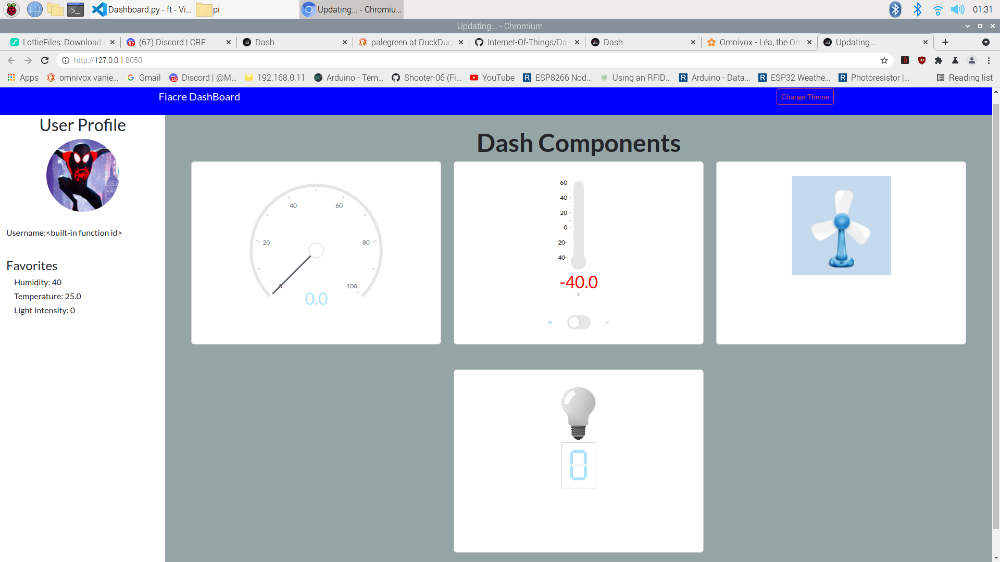 Dashboard.py - ft - Vi...
pi
Updating... - Chromiu...
01:31
Updating... - Chromium
LottieFiles: Download
67
(67) Discord | CRF
Dash
palegreen at DuckDuc
Internet-Of-Things/Das
Dash
Omnivox - Léa, the Om
Updating...
http://127.0.0.1:8050
Apps
omnivox vanie...
Gmail
18
Discord | @M...
192.168.0.11
Arduino - Tem...
Shooter-06 (Fi...
YouTube
R
ESP8266 Nod...
Using an RFID...
R
Arduino - Data...
R
ESP32 Weathe...
R
Photoresistor |...
Reading list
Fiacre DashBoard
Change Theme
User Profile
Username:<built-in function id>
Favorites
Humidity: 40
Temperature: 25.0
Light Intensity: 0
Dash Components
0
20
40
60
80
100
0.0
60
40
20
0
20-
40-
-40.0
c
0